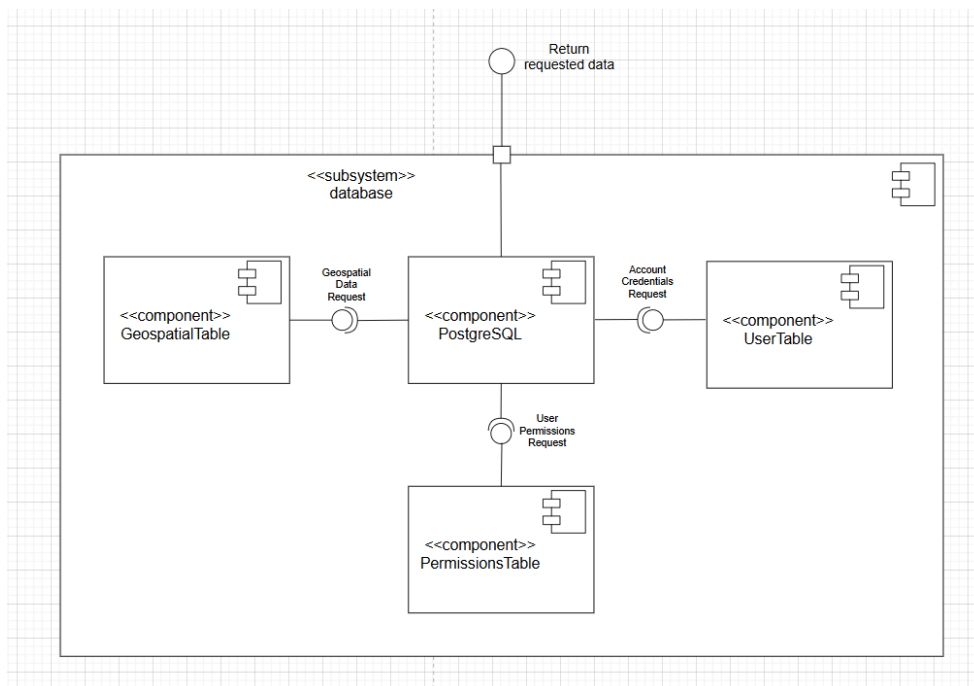 Return
requested data
<<subsystem>>
database
Geospatial
Data
Request
<<component>>
GeospatialTable
<<component>>
PostgreSQL
Account
Credentials
Request
<<component>>
UserTable
User
Permissions
Request
<<component>>
PermissionsTable